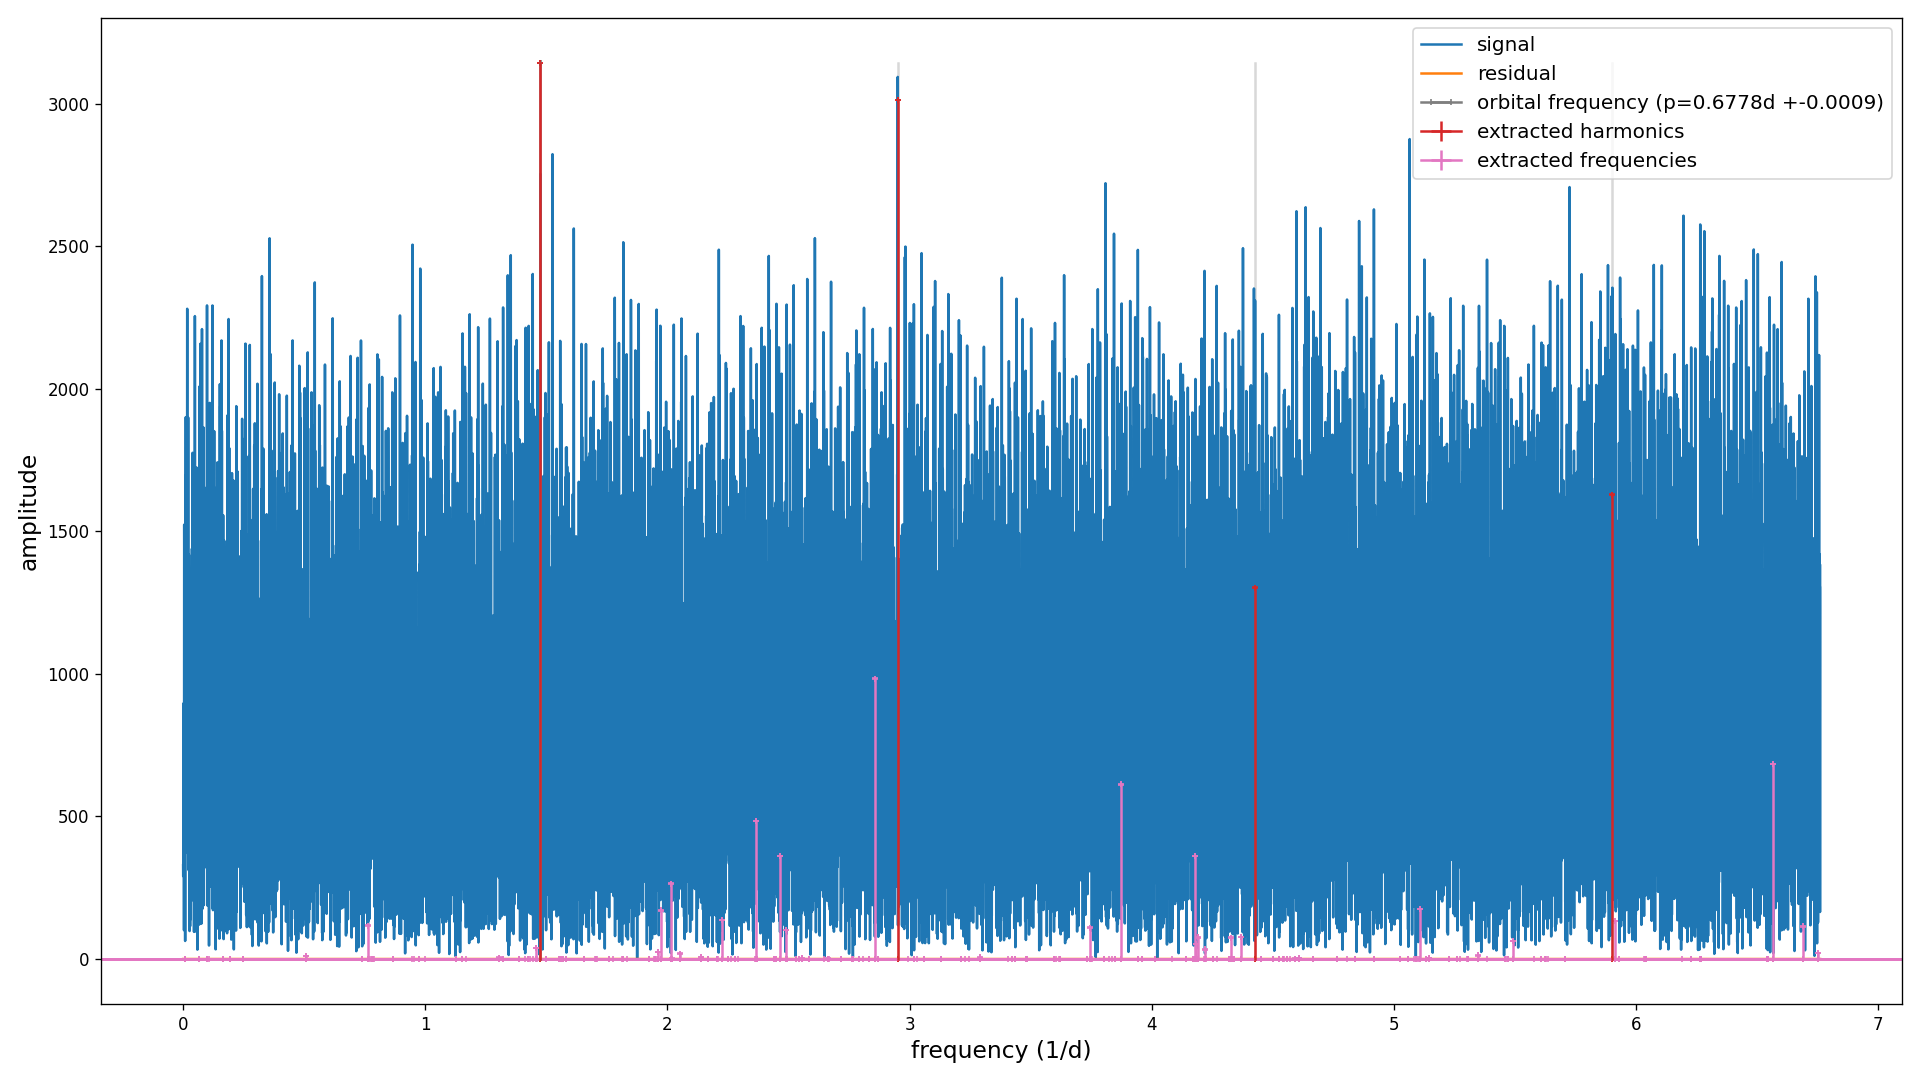 signal
residual
orbital frequency (p=0.6778d +-0.0009)
extracted harmonics
extracted frequencies
amplitude
3000
2500
2000
1500
1000
500
0
0 1 2 3 4 5 6 7
frequency (1/d)